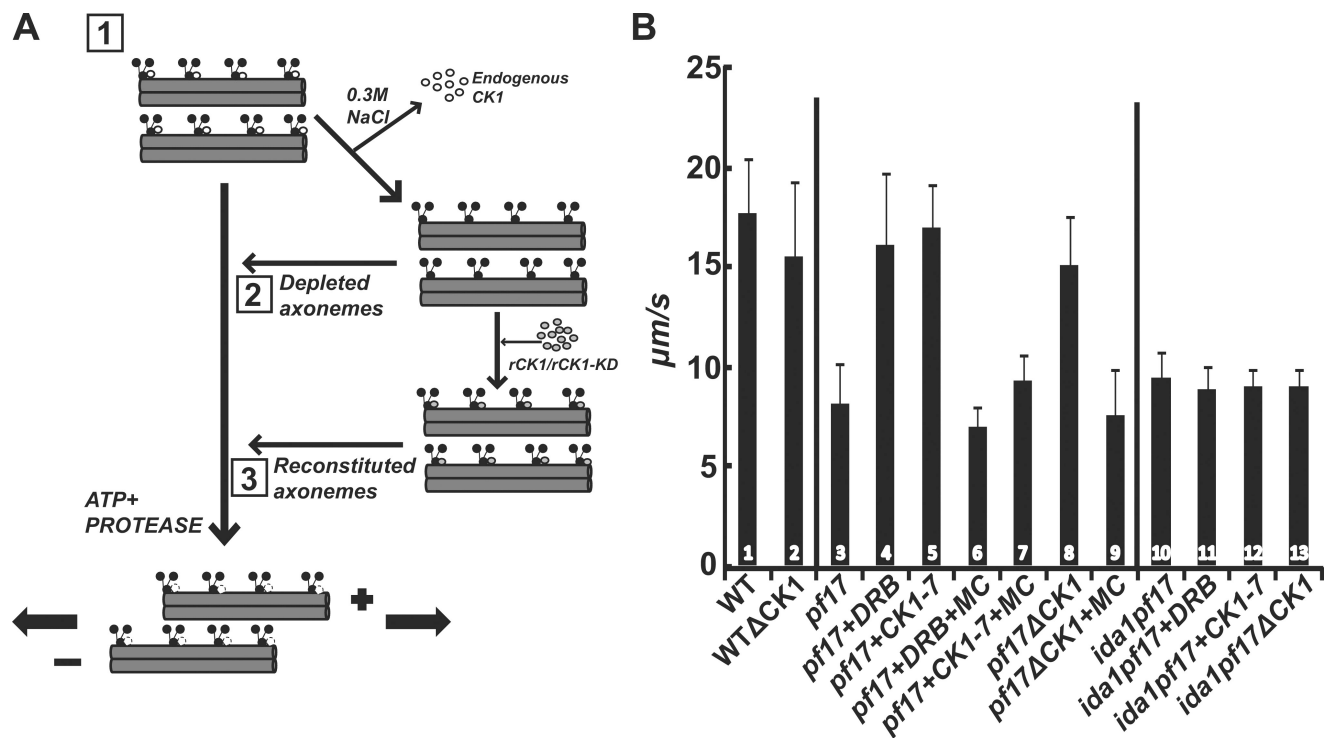 A
1
0.3M
NaCl
Endogenous
CK1
2
Depleted
axonemes
rCK1/rCK1-KD
3
Reconstituted
axonemes
ATP+
PROTEASE
+
−
B
25
20
15
10
5
0
μm/s
1
2
3
4
5
6
7
8
9
10
11
12
13
WT
WTΔCK1
pf17
pf17+DRB
pf17+CK1-7
pf17+DRB+MC
pf17+CK1-7+MC
pf17ΔCK1
pf17ΔCK1+MC
ida1pf17
ida1pf17+DRB
ida1pf17+CK1-7
ida1pf17ΔCK1